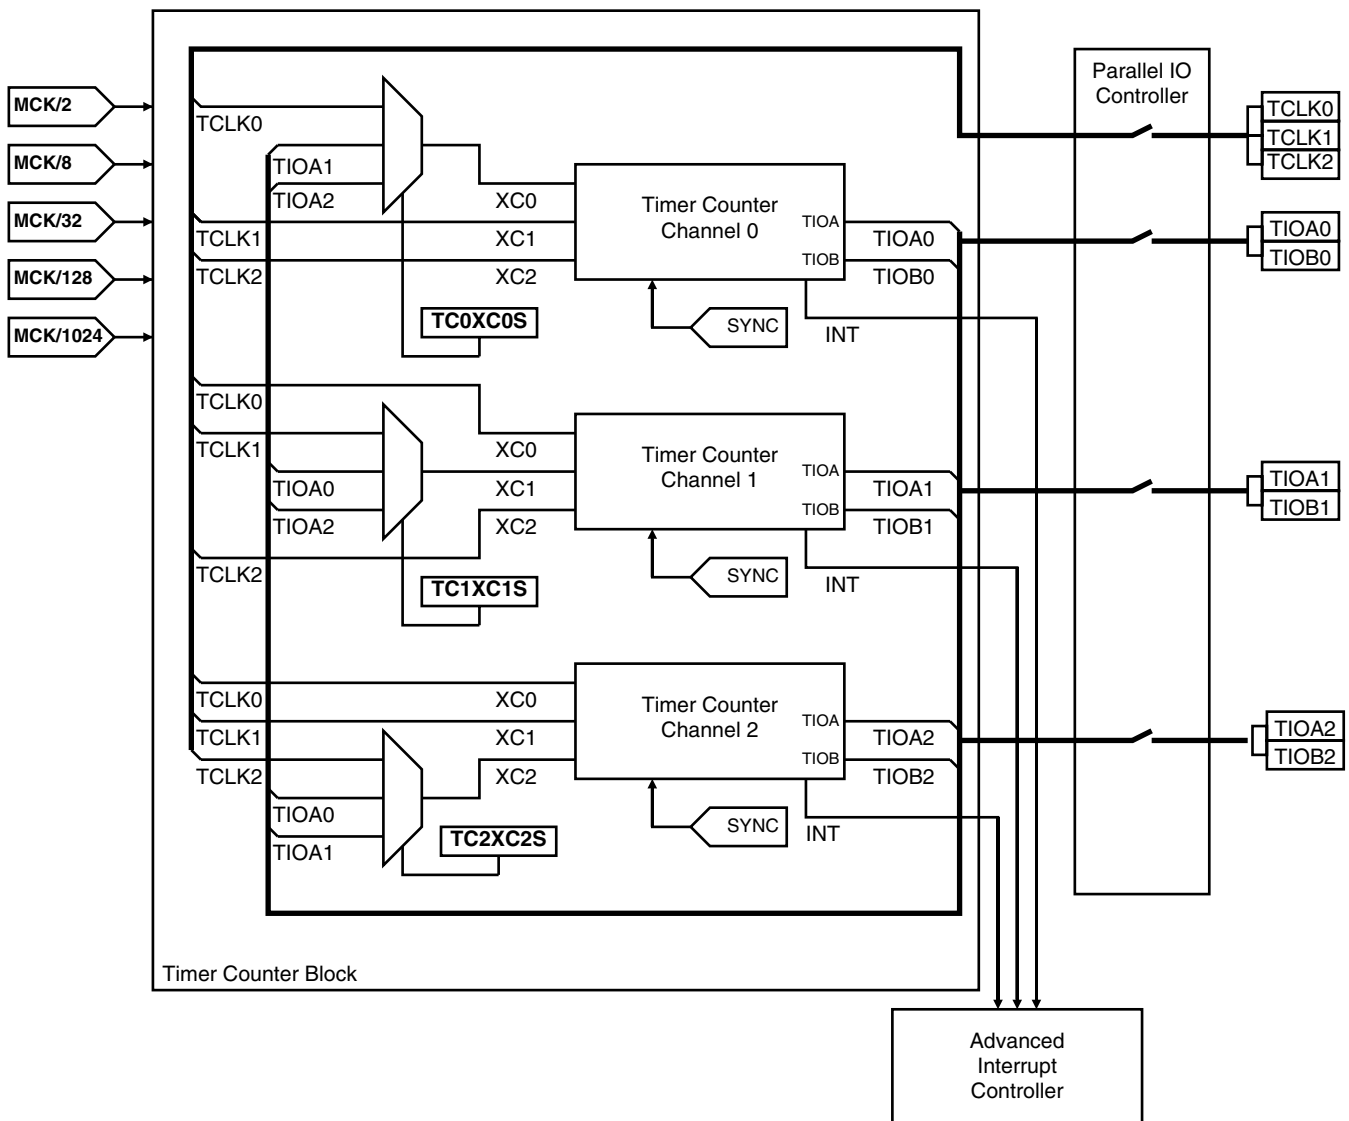 MCK/2
MCK/8
MCK/32
MCK/128
MCK/1024
TCLK0
TIOA1
TIOA2
TCLK1
TCLK2
XC0
XC1
XC2
TC0XC0S
Timer Counter
Channel 0
TIOA
TIOB
TIOA0
TIOB0
SYNC
INT
TCLK0
TCLK1
TIOA0
TIOA2
TCLK2
XC0
XC1
XC2
TC1XC1S
Timer Counter
Channel 1
TIOA
TIOB
TIOA1
TIOB1
SYNC
INT
TCLK0
TCLK1
TCLK2
TIOA0
TIOA1
XC0
XC1
XC2
TC2XC2S
Timer Counter
Channel 2
TIOA
TIOB
TIOA2
TIOB2
SYNC
INT
Timer Counter Block
Parallel IO
Controller
TCLK0
TCLK1
TCLK2
TIOA0
TIOB0
TIOA1
TIOB1
TIOA2
TIOB2
Advanced
Interrupt
Controller